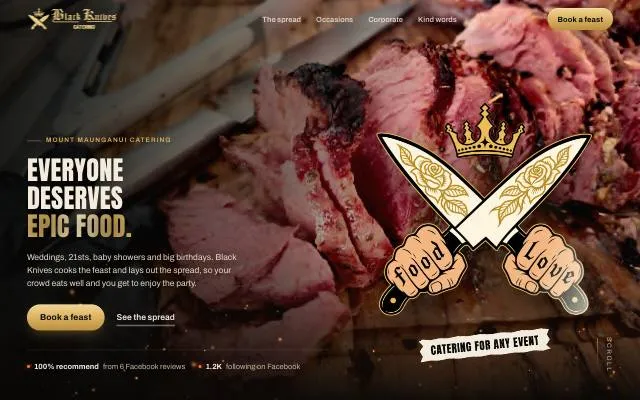 Black Knives
CATERING
The spread
Occasions
Corporate
Kind words
Book a feast
MOUNT MAUNGANUI CATERING
EVERYONE
DESERVES
EPIC FOOD.
Weddings, 21sts, baby showers and big birthdays. Black
Knives cooks the feast and lays out the spread, so your
crowd eats well and you get to enjoy the party.
Book a feast
See the spread
100% recommend from 6 Facebook reviews
1.2K following on Facebook
food
Love
CATERING FOR ANY EVENT
SCROLL